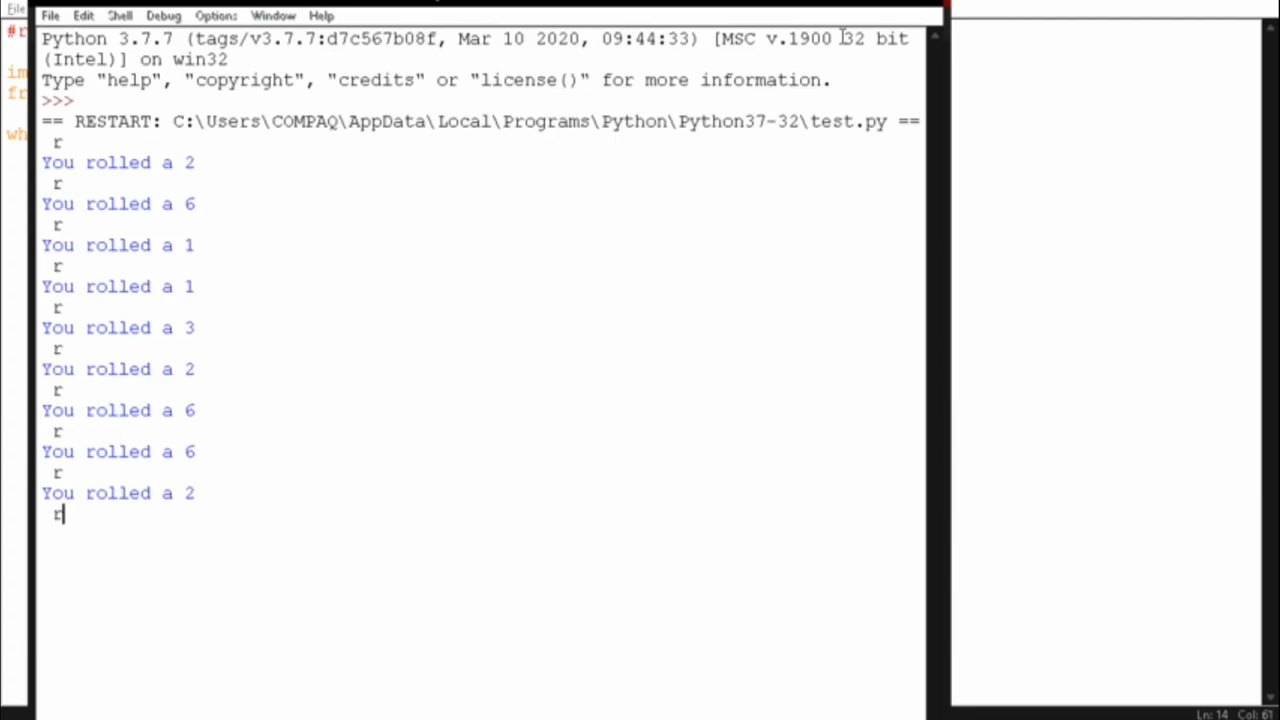 File
File Edit Shell Debug Options Window Help
#r
im
fr
wh
Python 3.7.7 (tags/v3.7.7:d7c567b08f, Mar 10 2020, 09:44:33) [MSC v.1900 32 bit
(Intel)] on win32
Type "help", "copyright", "credits" or "license()" for more information.
>>>
== RESTART: C:\Users\COMPAQ\AppData\Local\Programs\Python\Python37-32\test.py ==
r
You rolled a 2
r
You rolled a 6
r
You rolled a 1
r
You rolled a 1
r
You rolled a 3
r
You rolled a 2
r
You rolled a 6
r
You rolled a 6
r
You rolled a 2
r
Ln: 14 Col: 61